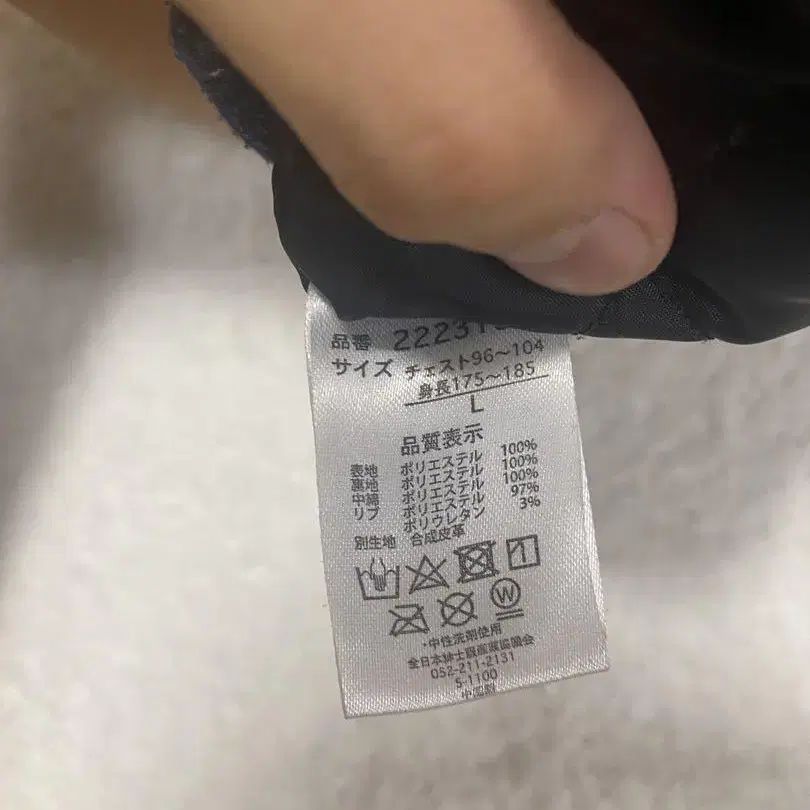 品番 22231
サイズ チェスト96～104
身長175～185
L
品質表示
表地 ポリエステル 100%
裏地 ポリエステル 100%
中綿 ポリエステル 100%
リブ ポリエステル 97%
ポリウレタン 3%
別生地 合成皮革
W
・中性洗剤使用
全日本紳士服産業協議会
052-211-2131
S-1100
中国製